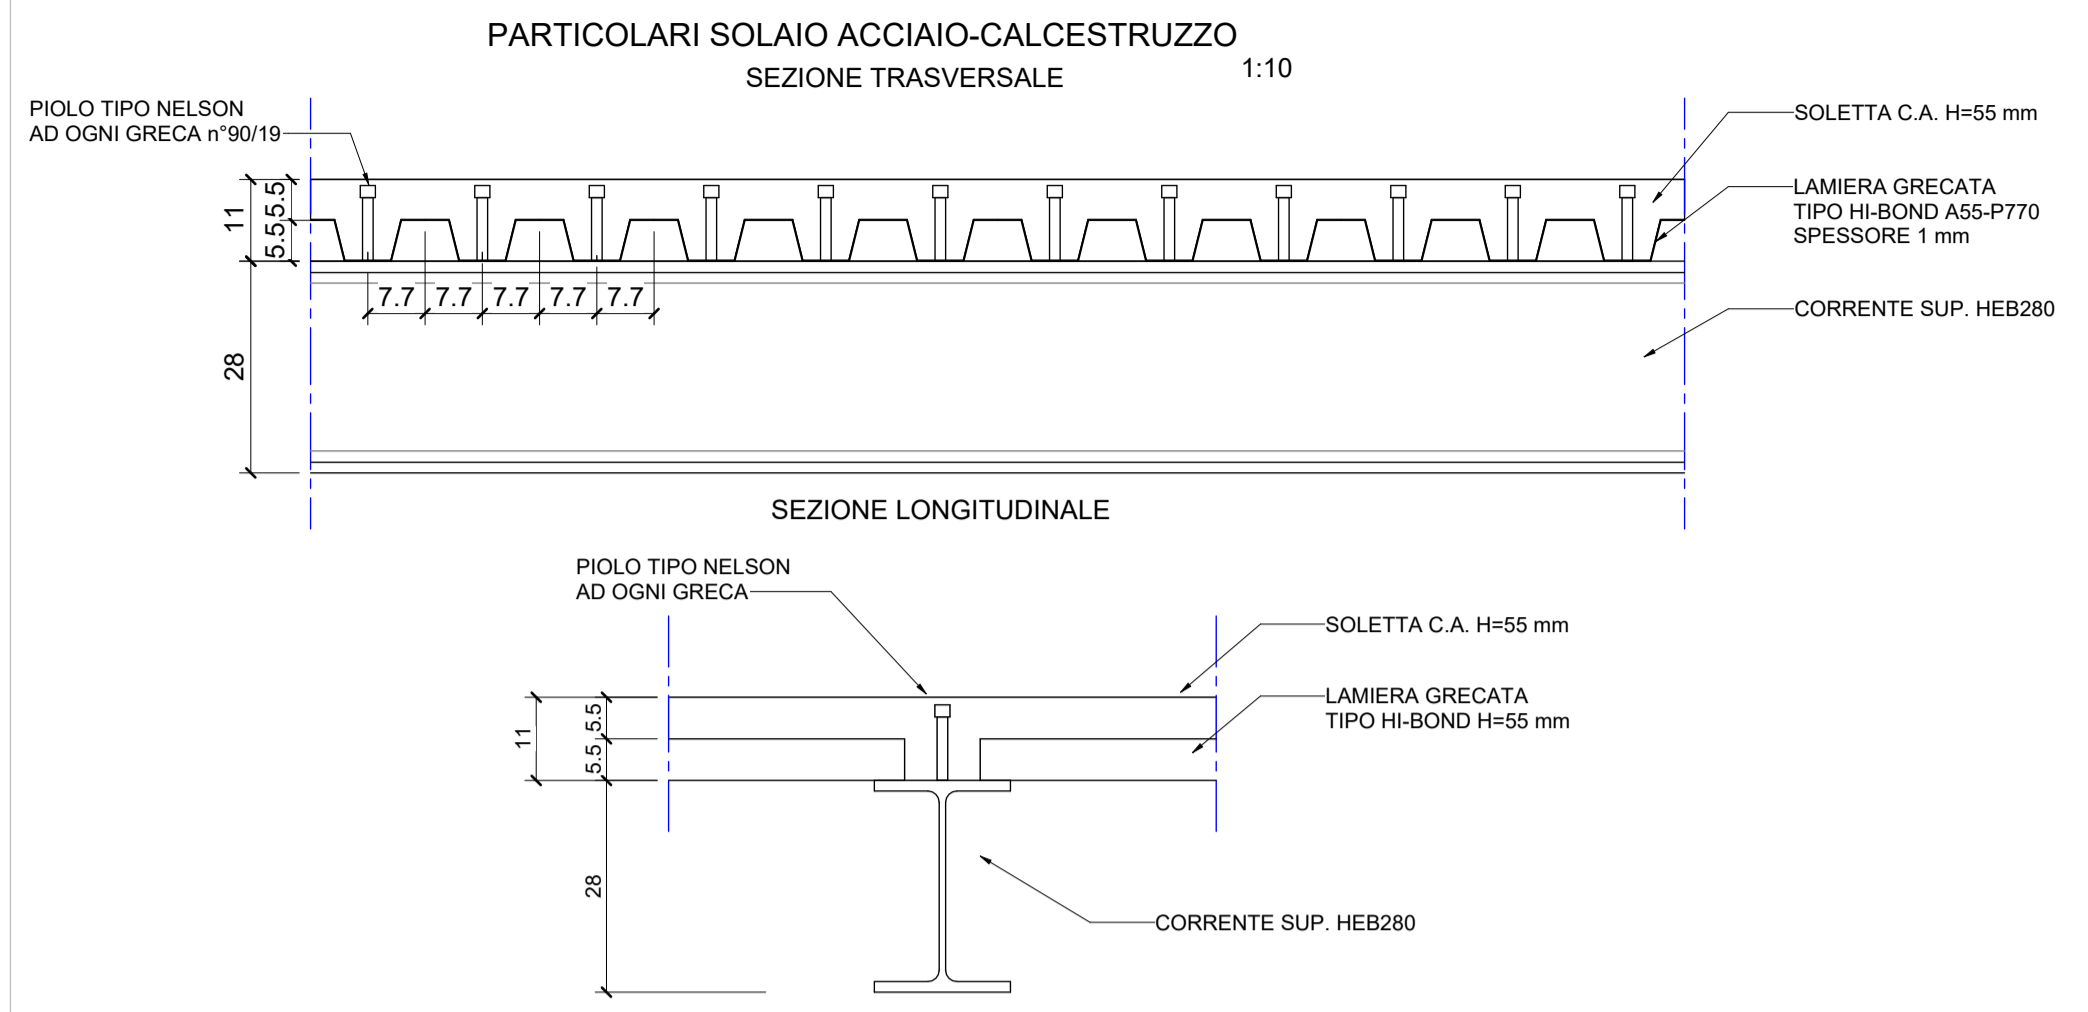 PARTICOLARI SOLAIO ACCIAIO-CALCESTRUZZO
1:10
SEZIONE TRASVERSALE
PIOLO TIPO NELSON
AD OGNI GRECA n°90/19
SOLETTA C.A. H=55 mm
LAMIERA GRECATA
TIPO HI-BOND A55-P770
SPESSORE 1 mm
11
5.5
5.5
7.7 7.7 7.7 7.7 7.7
CORRENTE SUP. HEB280
28
SEZIONE LONGITUDINALE
PIOLO TIPO NELSON
AD OGNI GRECA
SOLETTA C.A. H=55 mm
LAMIERA GRECATA
TIPO HI-BOND H=55 mm
11
5.5
5.5
28
CORRENTE SUP. HEB280